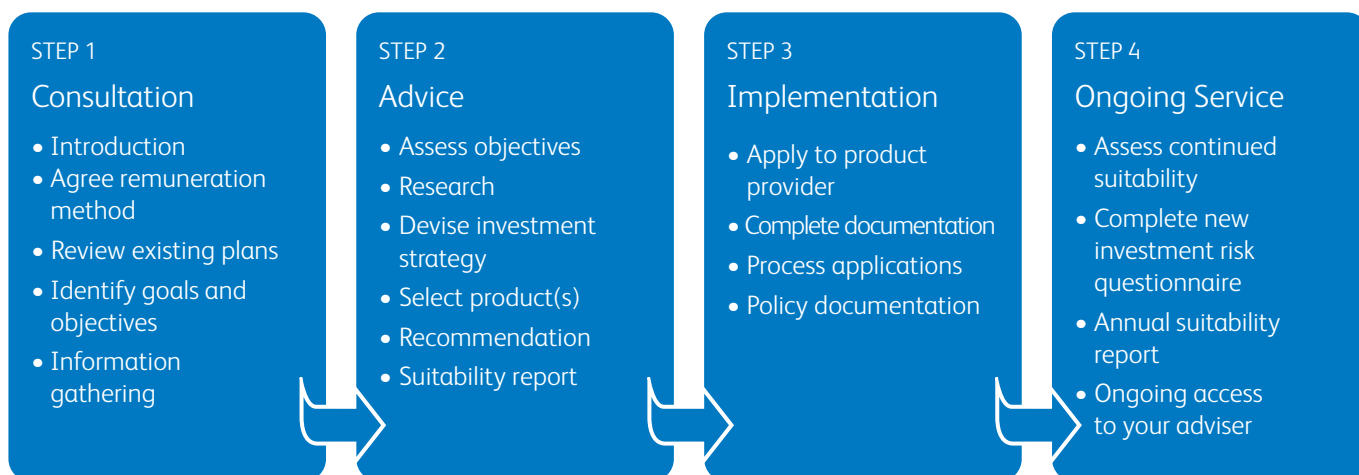 STEP 1
Consultation
• Introduction
• Agree remuneration
method
• Review existing plans
• Identify goals and
objectives
• Information
gathering
STEP 2
Advice
• Assess objectives
• Research
• Devise investment
strategy
• Select product(s)
• Recommendation
• Suitability report
STEP 3
Implementation
• Apply to product
provider
• Complete documentation
• Process applications
• Policy documentation
STEP 4
Ongoing Service
• Assess continued
suitability
• Complete new
investment risk
questionnaire
• Annual suitability
report
• Ongoing access
to your adviser